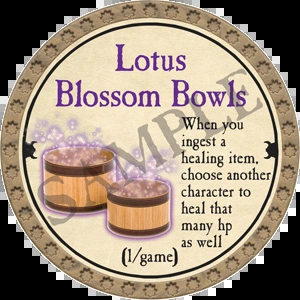 Lotus
Blossom Bowls
When you
ingest a
healing item,
choose another
character to
heal that
many hp
as well
(1/game)
SAMPLE